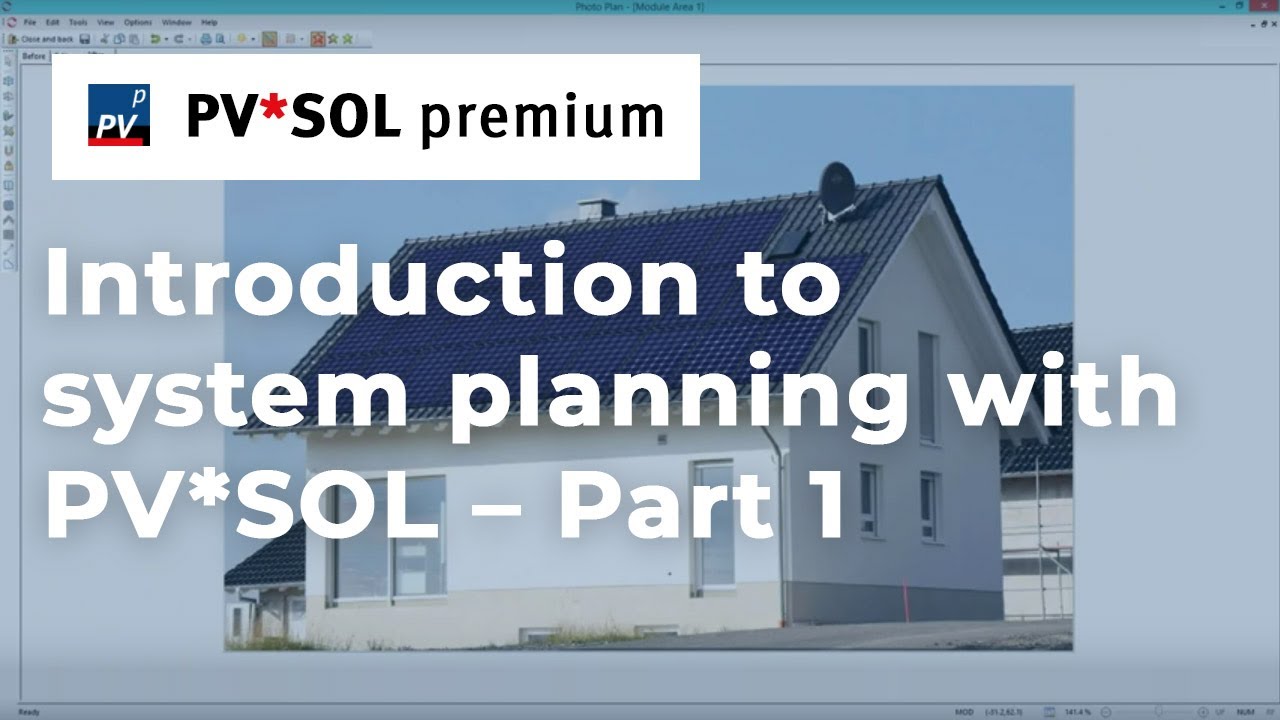 Photo Plan - [Module Area 1]
File Edit Tools View Options Window Help
Close and back
Before
p
PV
PV*SOL premium
Introduction to
system planning with
PV*SOL – Part 1
Ready
MOD
141.4 %
NUM